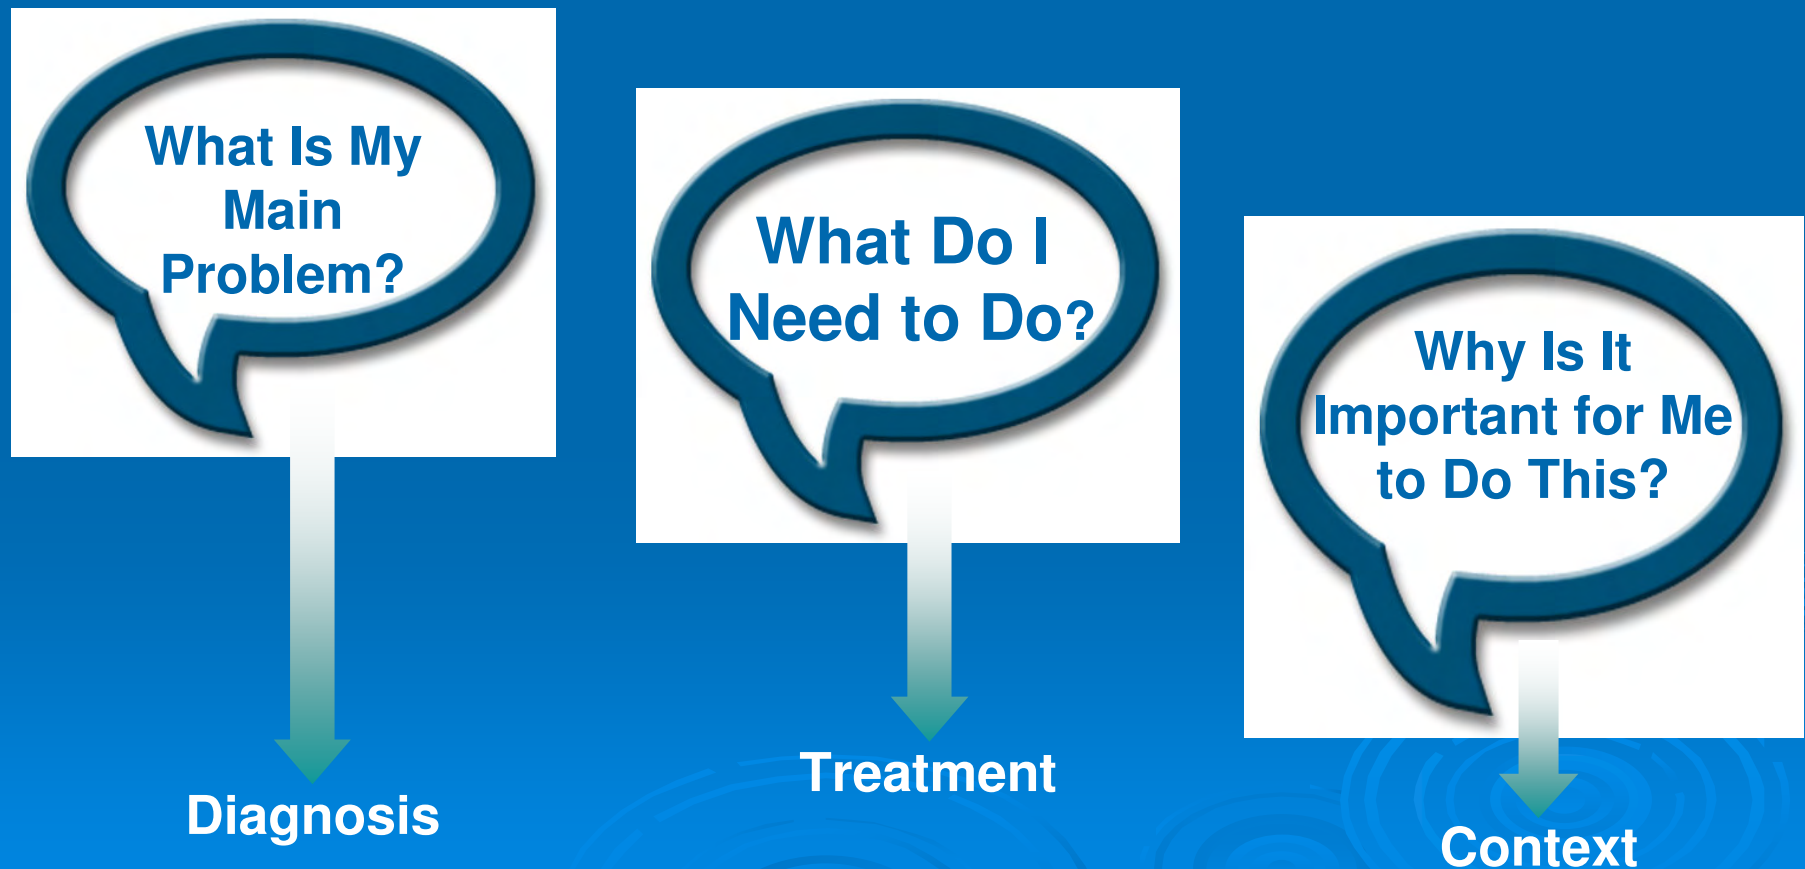 What Is My
Main
Problem?
What Do I
Need to Do?
Why Is It
Important for Me
to Do This?
Diagnosis
Treatment
Context